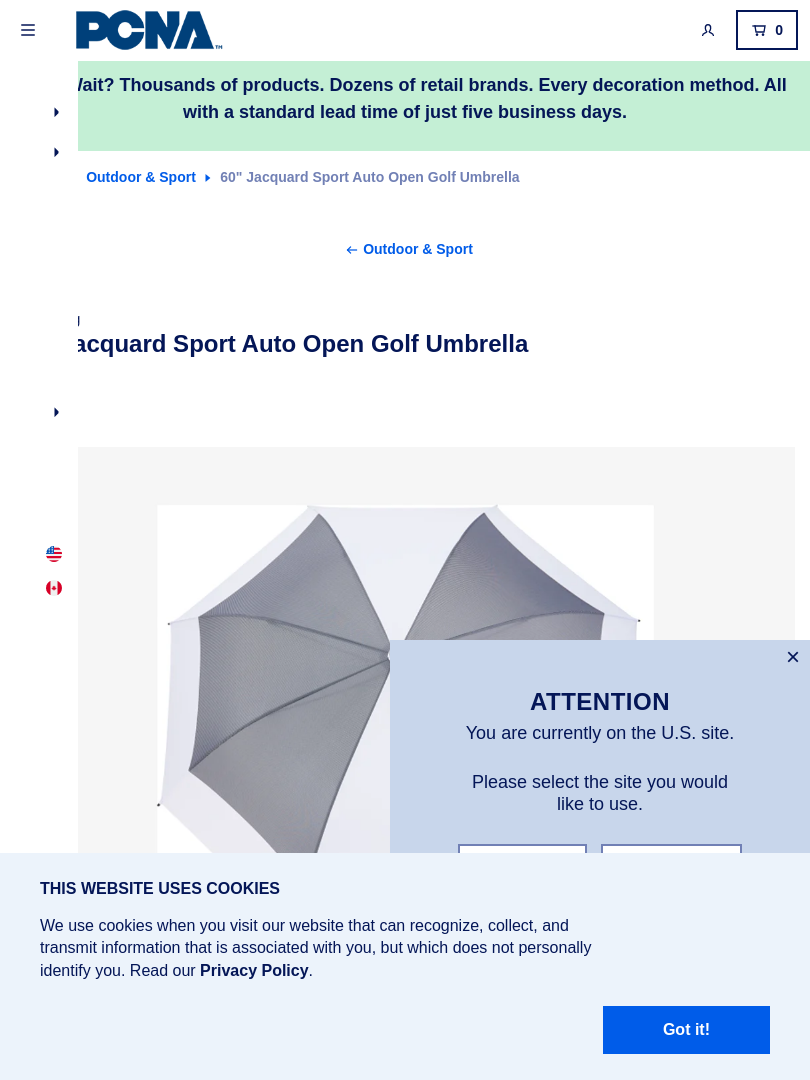 PCNA™
0
Wait? Thousands of products. Dozens of retail brands. Every decoration method. All
with a standard lead time of just five business days.
Outdoor & Sport
60" Jacquard Sport Auto Open Golf Umbrella
Outdoor & Sport
Jacquard Sport Auto Open Golf Umbrella
ATTENTION
You are currently on the U.S. site.
Please select the site you would
like to use.
THIS WEBSITE USES COOKIES
We use cookies when you visit our website that can recognize, collect, and
transmit information that is associated with you, but which does not personally
identify you. Read our Privacy Policy.
Got it!